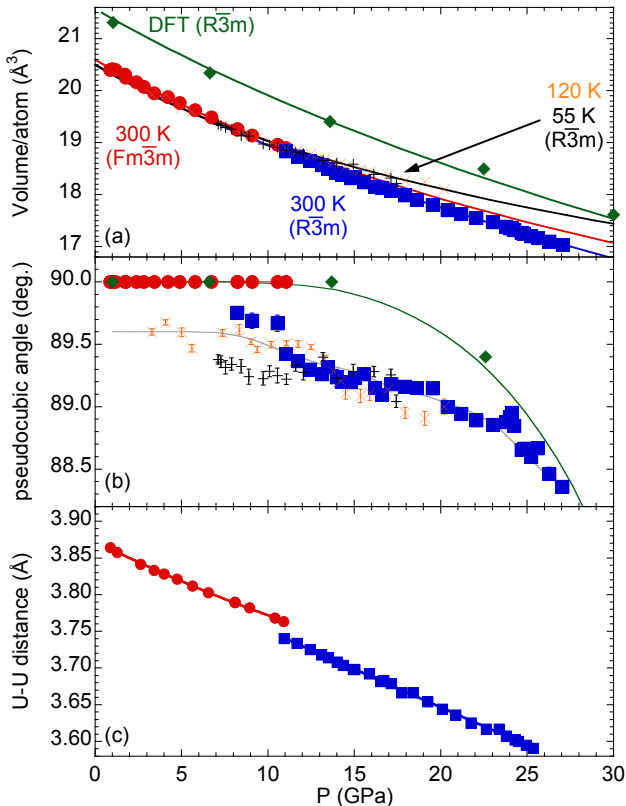 DFT (R3̅m)
21
20
19
18
17
Volume/atom (Å³)
120 K
55 K
(R3̅m)
300 K
(Fm3̅m)
300 K
(R3̅m)
(a)
90.0
89.5
89.0
88.5
pseudocubic angle (deg.)
(b)
3.90
3.85
3.80
3.75
3.70
3.65
3.60
U-U distance (Å)
(c)
0 5 10 15 20 25 30
P (GPa)